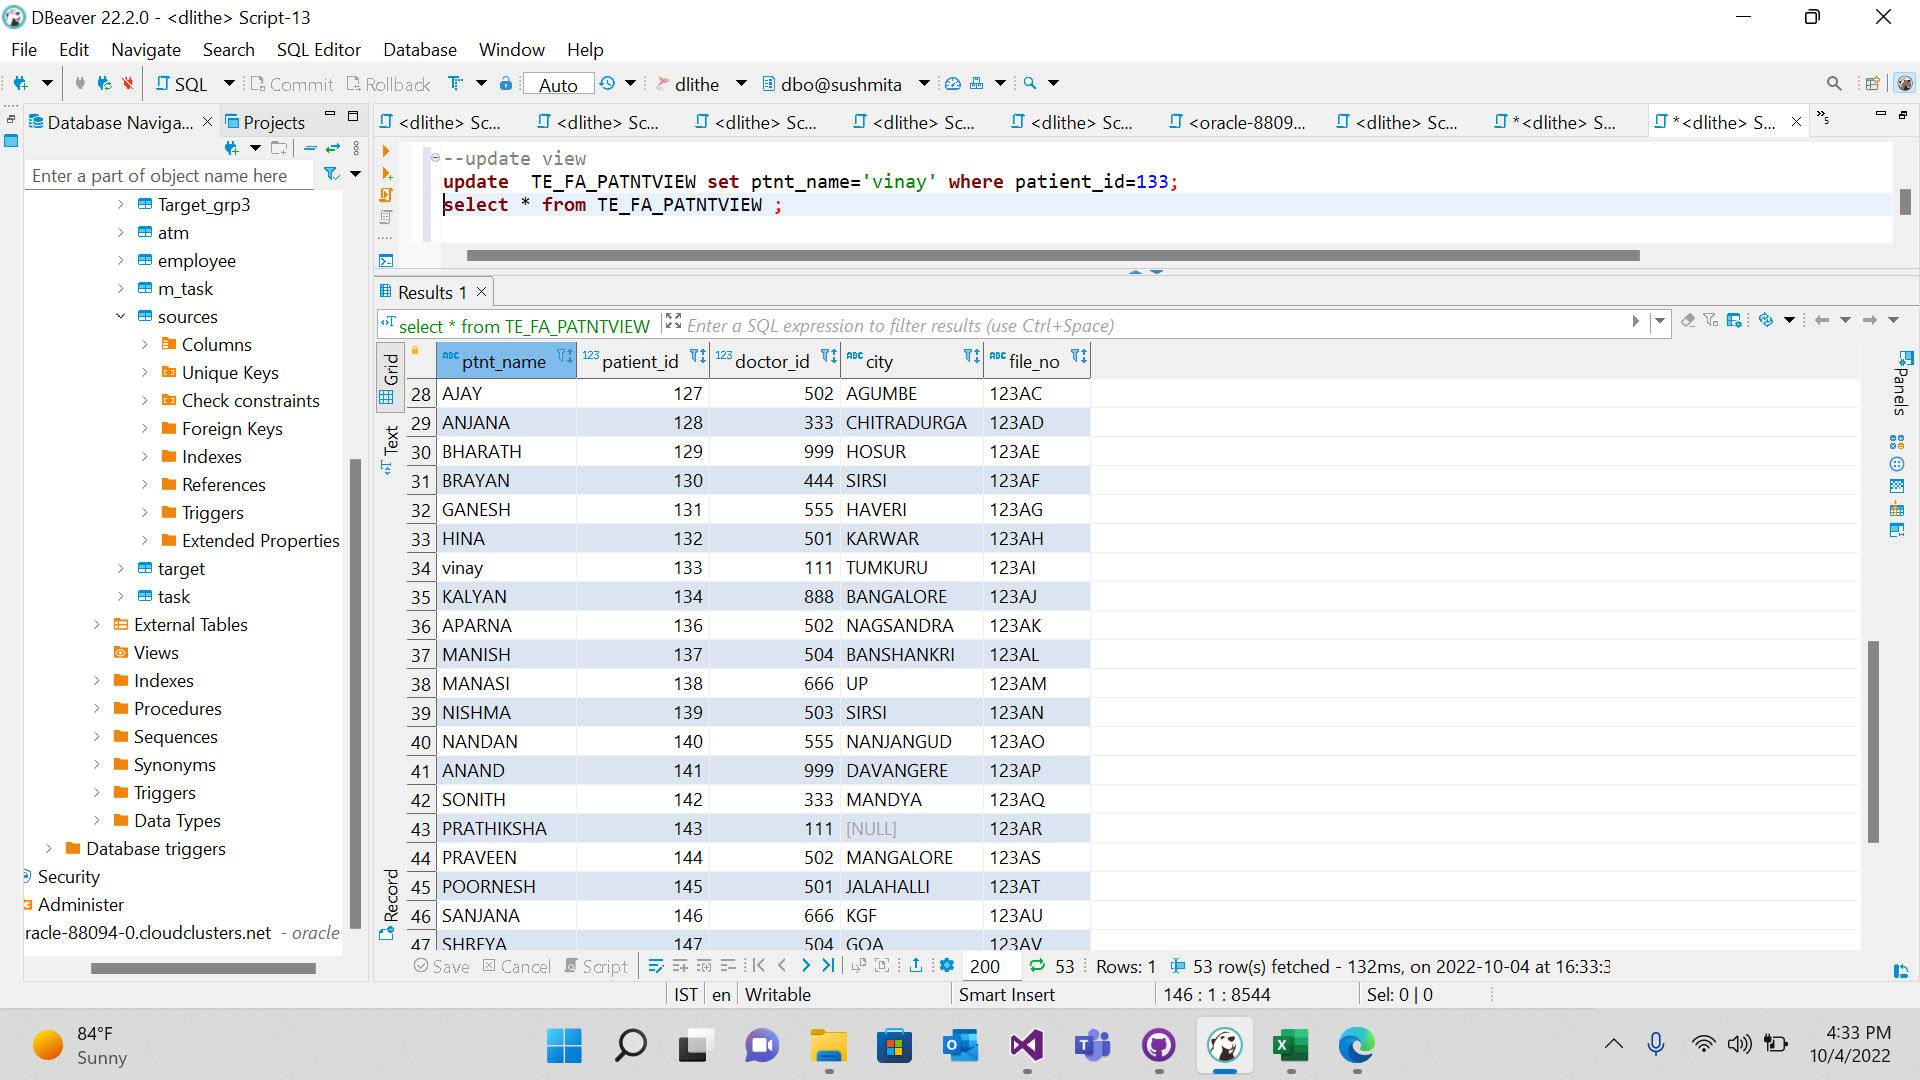 DBeaver 22.2.0 - <dlithe> Script-13
File Edit Navigate Search SQL Editor Database Window Help
SQL Commit Rollback Auto dlithe dbo@sushmita
Database Naviga... Projects
<dlithe> Sc... <dlithe> Sc... <dlithe> Sc... <dlithe> Sc... <dlithe> Sc... <oracle-8809... <dlithe> Sc... *<dlithe> S... *<dlithe> S... »5
Enter a part of object name here
Target_grp3
atm
employee
m_task
sources
Columns
Unique Keys
Check constraints
Foreign Keys
Indexes
References
Triggers
Extended Properties
target
task
External Tables
Views
Indexes
Procedures
Sequences
Synonyms
Triggers
Data Types
Database triggers
Security
Administer
racle-88094-0.cloudclusters.net - oracle-
--update view
update  TE_FA_PATNTVIEW set ptnt_name='vinay' where patient_id=133;
select * from TE_FA_PATNTVIEW ;
Results 1
select * from TE_FA_PATNTVIEW Enter a SQL expression to filter results (use Ctrl+Space)
Grid
Text
Record
Panels
ABC ptnt_name 123 patient_id 123 doctor_id ABC city ABC file_no
28 AJAY 127 502 AGUMBE 123AC
29 ANJANA 128 333 CHITRADURGA 123AD
30 BHARATH 129 999 HOSUR 123AE
31 BRAYAN 130 444 SIRSI 123AF
32 GANESH 131 555 HAVERI 123AG
33 HINA 132 501 KARWAR 123AH
34 vinay 133 111 TUMKURU 123AI
35 KALYAN 134 888 BANGALORE 123AJ
36 APARNA 136 502 NAGSANDRA 123AK
37 MANISH 137 504 BANSHANKRI 123AL
38 MANASI 138 666 UP 123AM
39 NISHMA 139 503 SIRSI 123AN
40 NANDAN 140 555 NANJANGUD 123AO
41 ANAND 141 999 DAVANGERE 123AP
42 SONITH 142 333 MANDYA 123AQ
43 PRATHIKSHA 143 111 [NULL] 123AR
44 PRAVEEN 144 502 MANGALORE 123AS
45 POORNESH 145 501 JALAHALLI 123AT
46 SANJANA 146 666 KGF 123AU
47 SHREYA 147 504 GOA 123AV
Save Cancel Script 200 53 Rows: 1 53 row(s) fetched - 132ms, on 2022-10-04 at 16:33:3
IST en Writable Smart Insert 146 : 1 : 8544 Sel: 0 | 0
84°F
Sunny
4:33 PM
10/4/2022